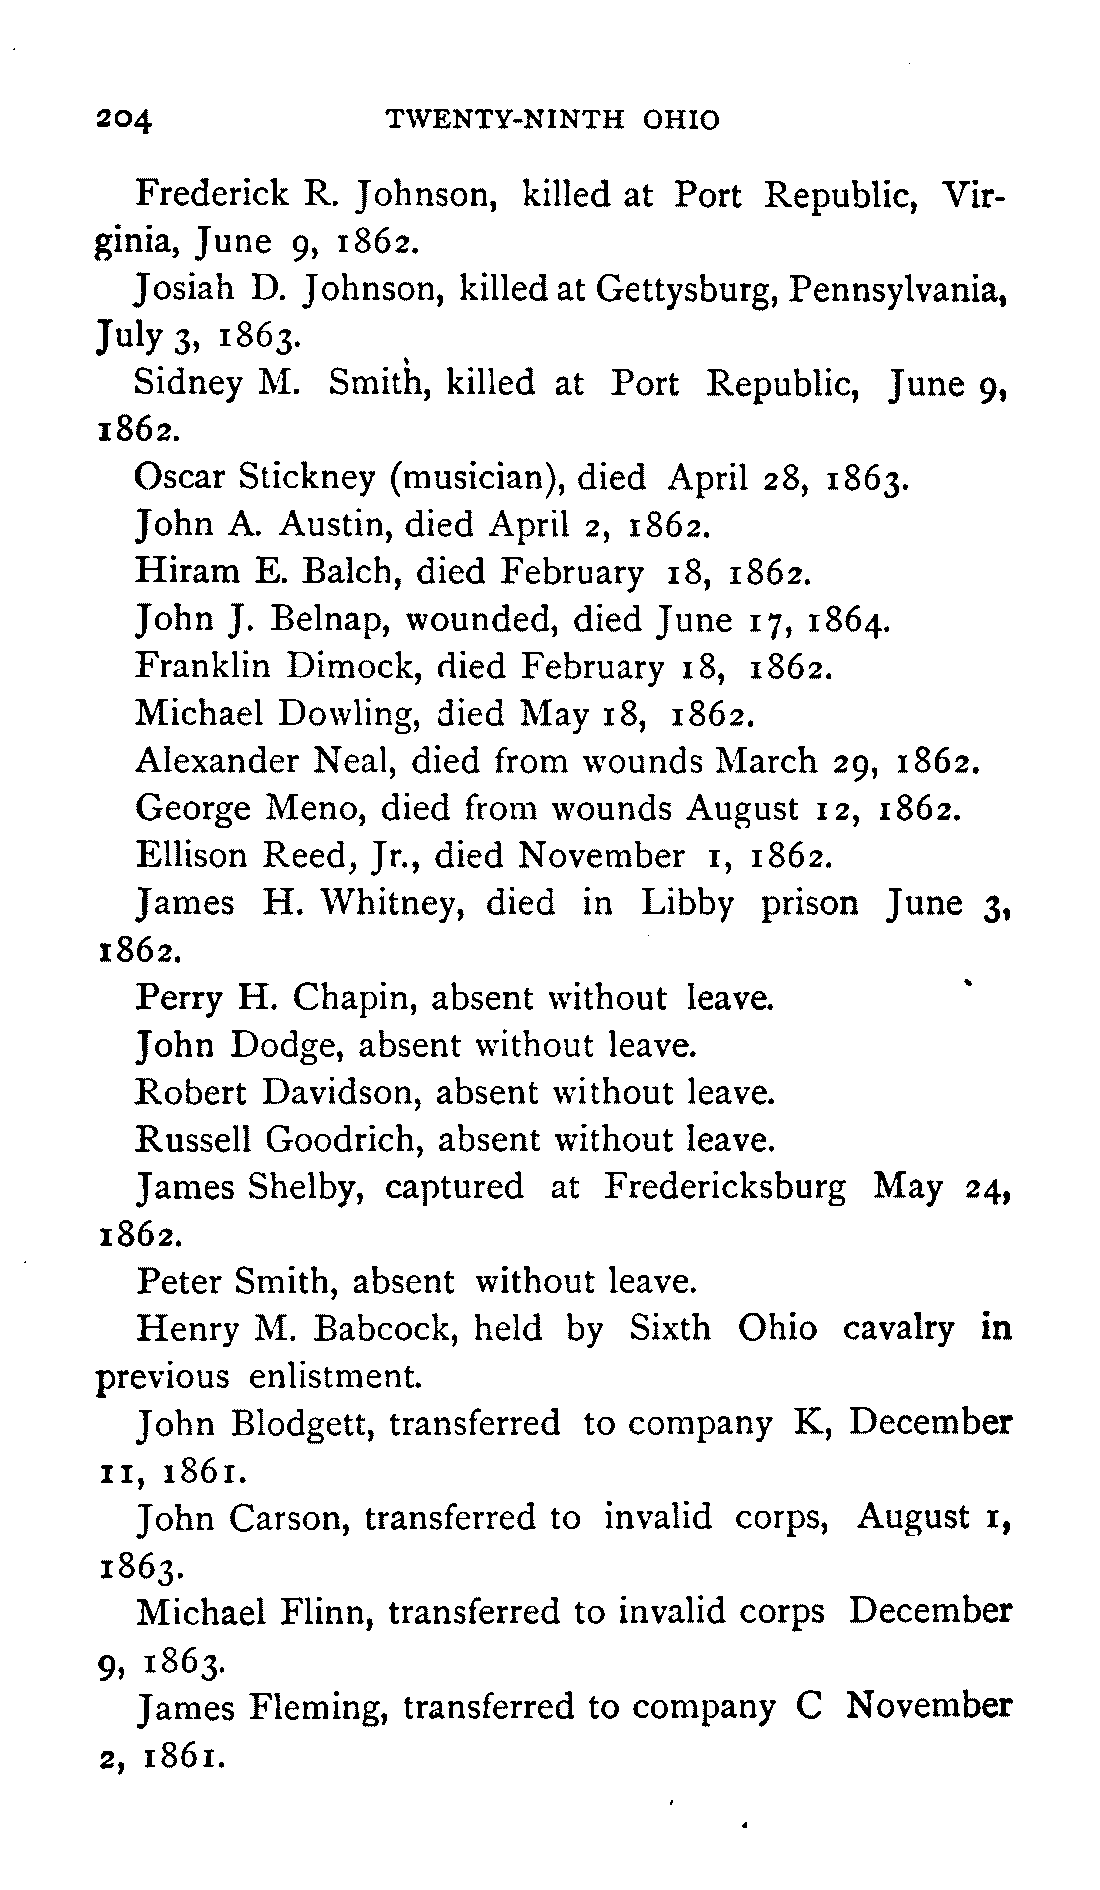 204 TWENTY-NINTH OHIO
Frederick R. Johnson, killed at Port Republic, Vir-
ginia, June 9, 1862.
Josiah D. Johnson, killed at Gettysburg, Pennsylvania,
July 3, 1863.
Sidney M. Smith, killed at Port Republic, June 9,
1862.
Oscar Stickney (musician), died April 28, 1863.
John A. Austin, died April 2, 1862.
Hiram E. Balch, died February 18, 1862.
John J. Belnap, wounded, died June 17, 1864.
Franklin Dimock, died February 18, 1862.
Michael Dowling, died May 18, 1862.
Alexander Neal, died from wounds March 29, 1862.
George Meno, died from wounds August 12, 1862.
Ellison Reed, Jr., died November 1, 1862.
James H. Whitney, died in Libby prison June 3,
1862.
Perry H. Chapin, absent without leave.
John Dodge, absent without leave.
Robert Davidson, absent without leave.
Russell Goodrich, absent without leave.
James Shelby, captured at Fredericksburg May 24,
1862.
Peter Smith, absent without leave.
Henry M. Babcock, held by Sixth Ohio cavalry in
previous enlistment.
John Blodgett, transferred to company K, December
11, 1861.
John Carson, transferred to invalid corps, August 1,
1863.
Michael Flinn, transferred to invalid corps December
9, 1863.
James Fleming, transferred to company C November
2, 1861.